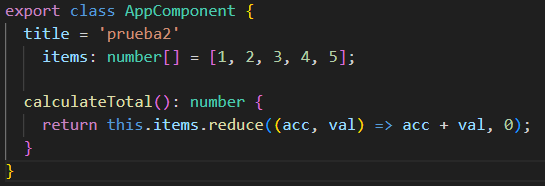 export class AppComponent {
  title = 'prueba2'
    items: number[] = [1, 2, 3, 4, 5];

  calculateTotal(): number {
    return this.items.reduce((acc, val) => acc + val, 0);
  }
}